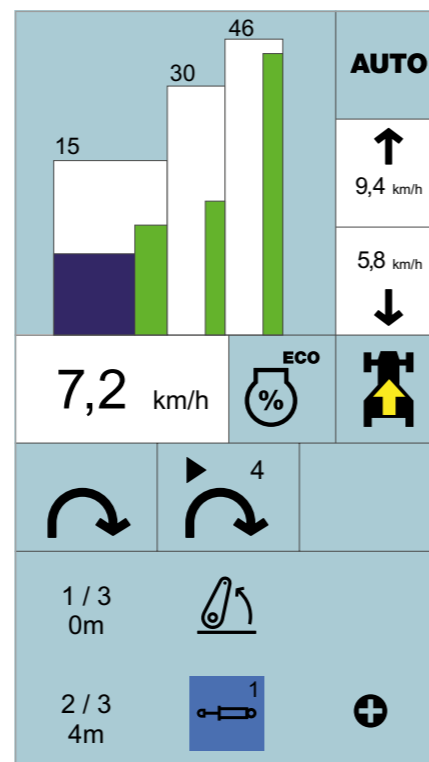 46
30
15
AUTO
9,4 km/h
5,8 km/h
7,2 km/h
ECO
%
4
1 / 3
0m
1
2 / 3
4m